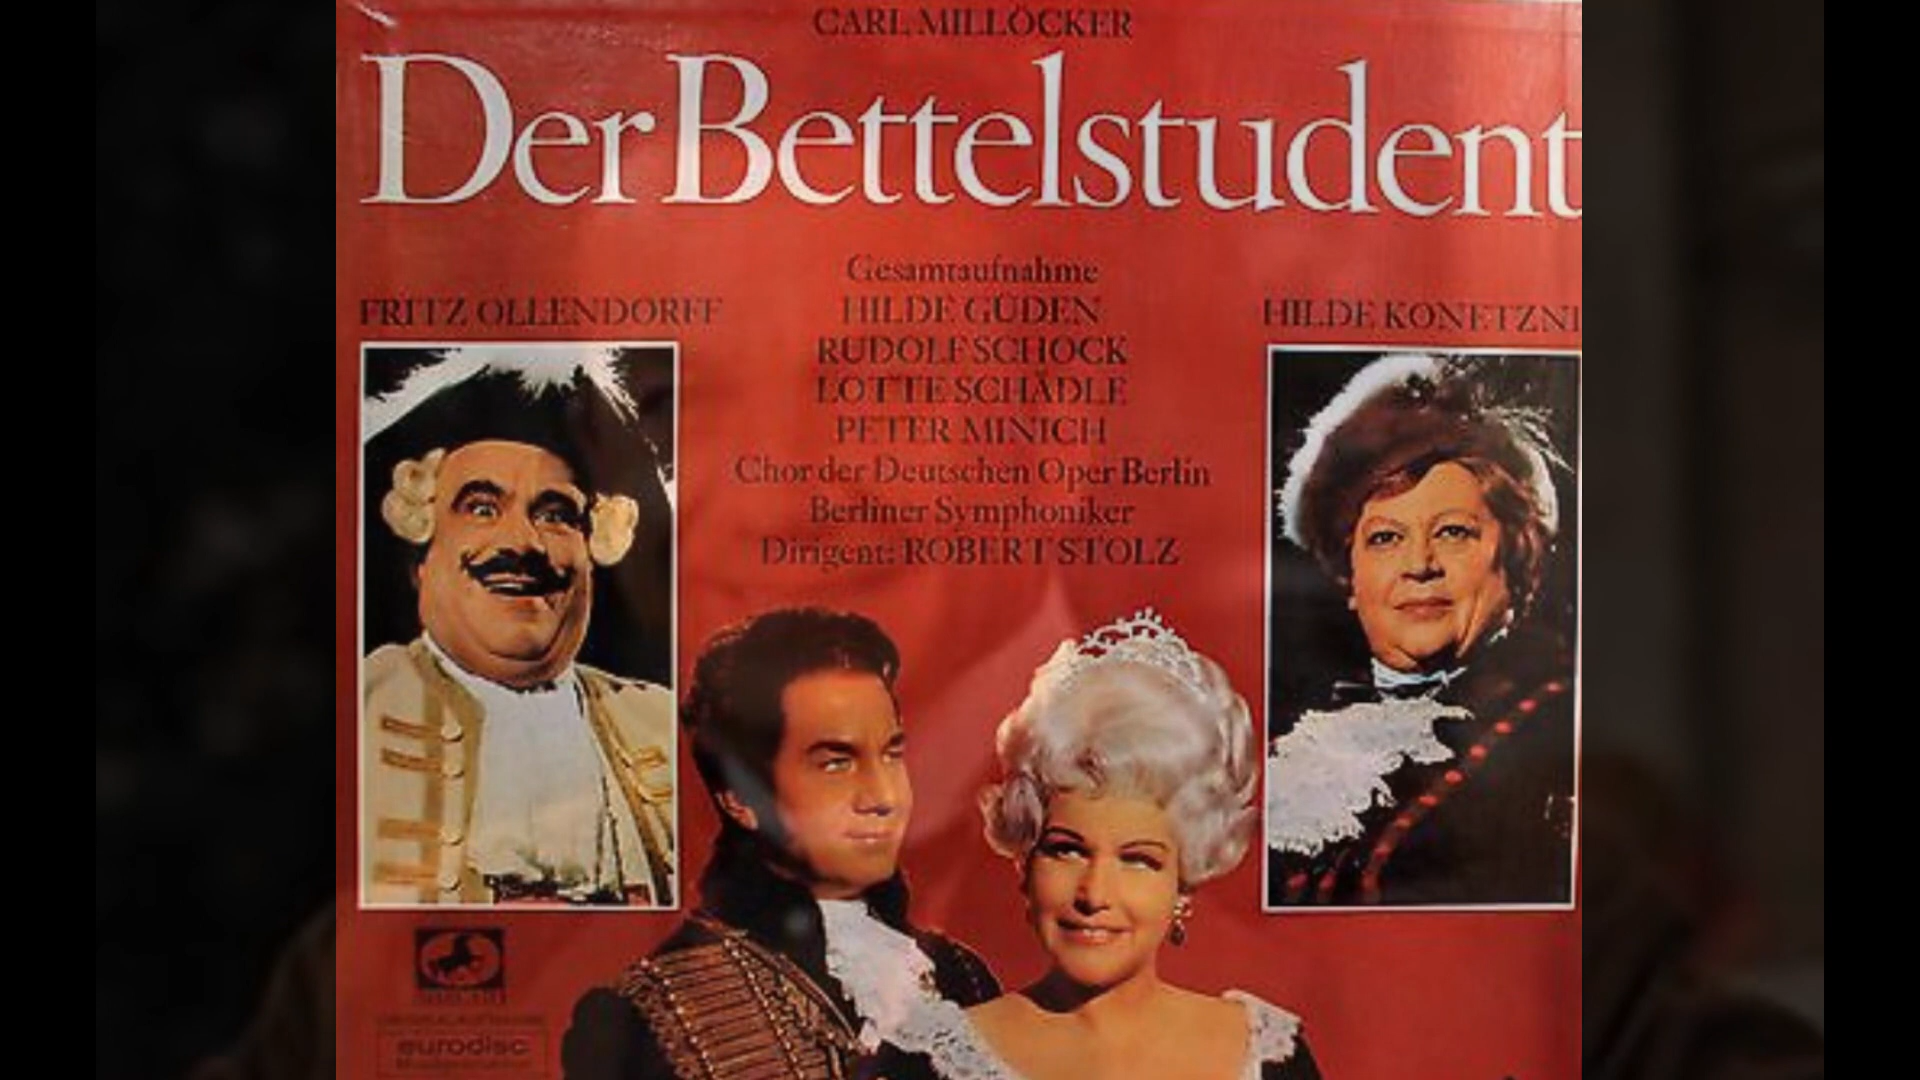 CARL MILLÖCKER
Der Bettelstudent
Gesamtaufnahme
FRITZ OLLENDORFF
HILDE GÜDEN
HILDE KONETZNI
RUDOLF SCHOCK
LOTTE SCHÄDLE
PETER MINICH
Chor der Deutschen Oper Berlin
Berliner Symphoniker
Dirigent: ROBERT STOLZ
eurodisc